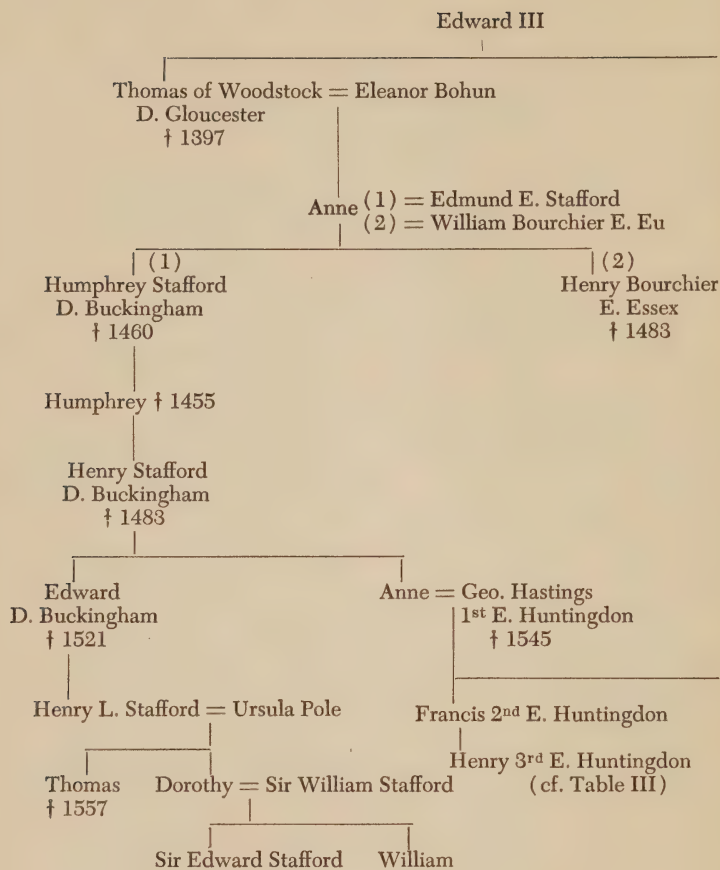 Edward III
Thomas of Woodstock = Eleanor Bohun
D. Gloucester
† 1397
Anne (1) = Edmund E. Stafford
(2) = William Bourchier E. Eu
(1) (2)
Humphrey Stafford Henry Bourchier
D. Buckingham E. Essex
† 1460 † 1483
Humphrey † 1455
Henry Stafford
D. Buckingham
† 1483
Edward Anne = Geo. Hastings
D. Buckingham 1st E. Huntingdon
† 1521 † 1545
Henry L. Stafford = Ursula Pole Francis 2nd E. Huntingdon
Henry 3rd E. Huntingdon
Thomas Dorothy = Sir William Stafford (cf. Table III)
† 1557
Sir Edward Stafford William